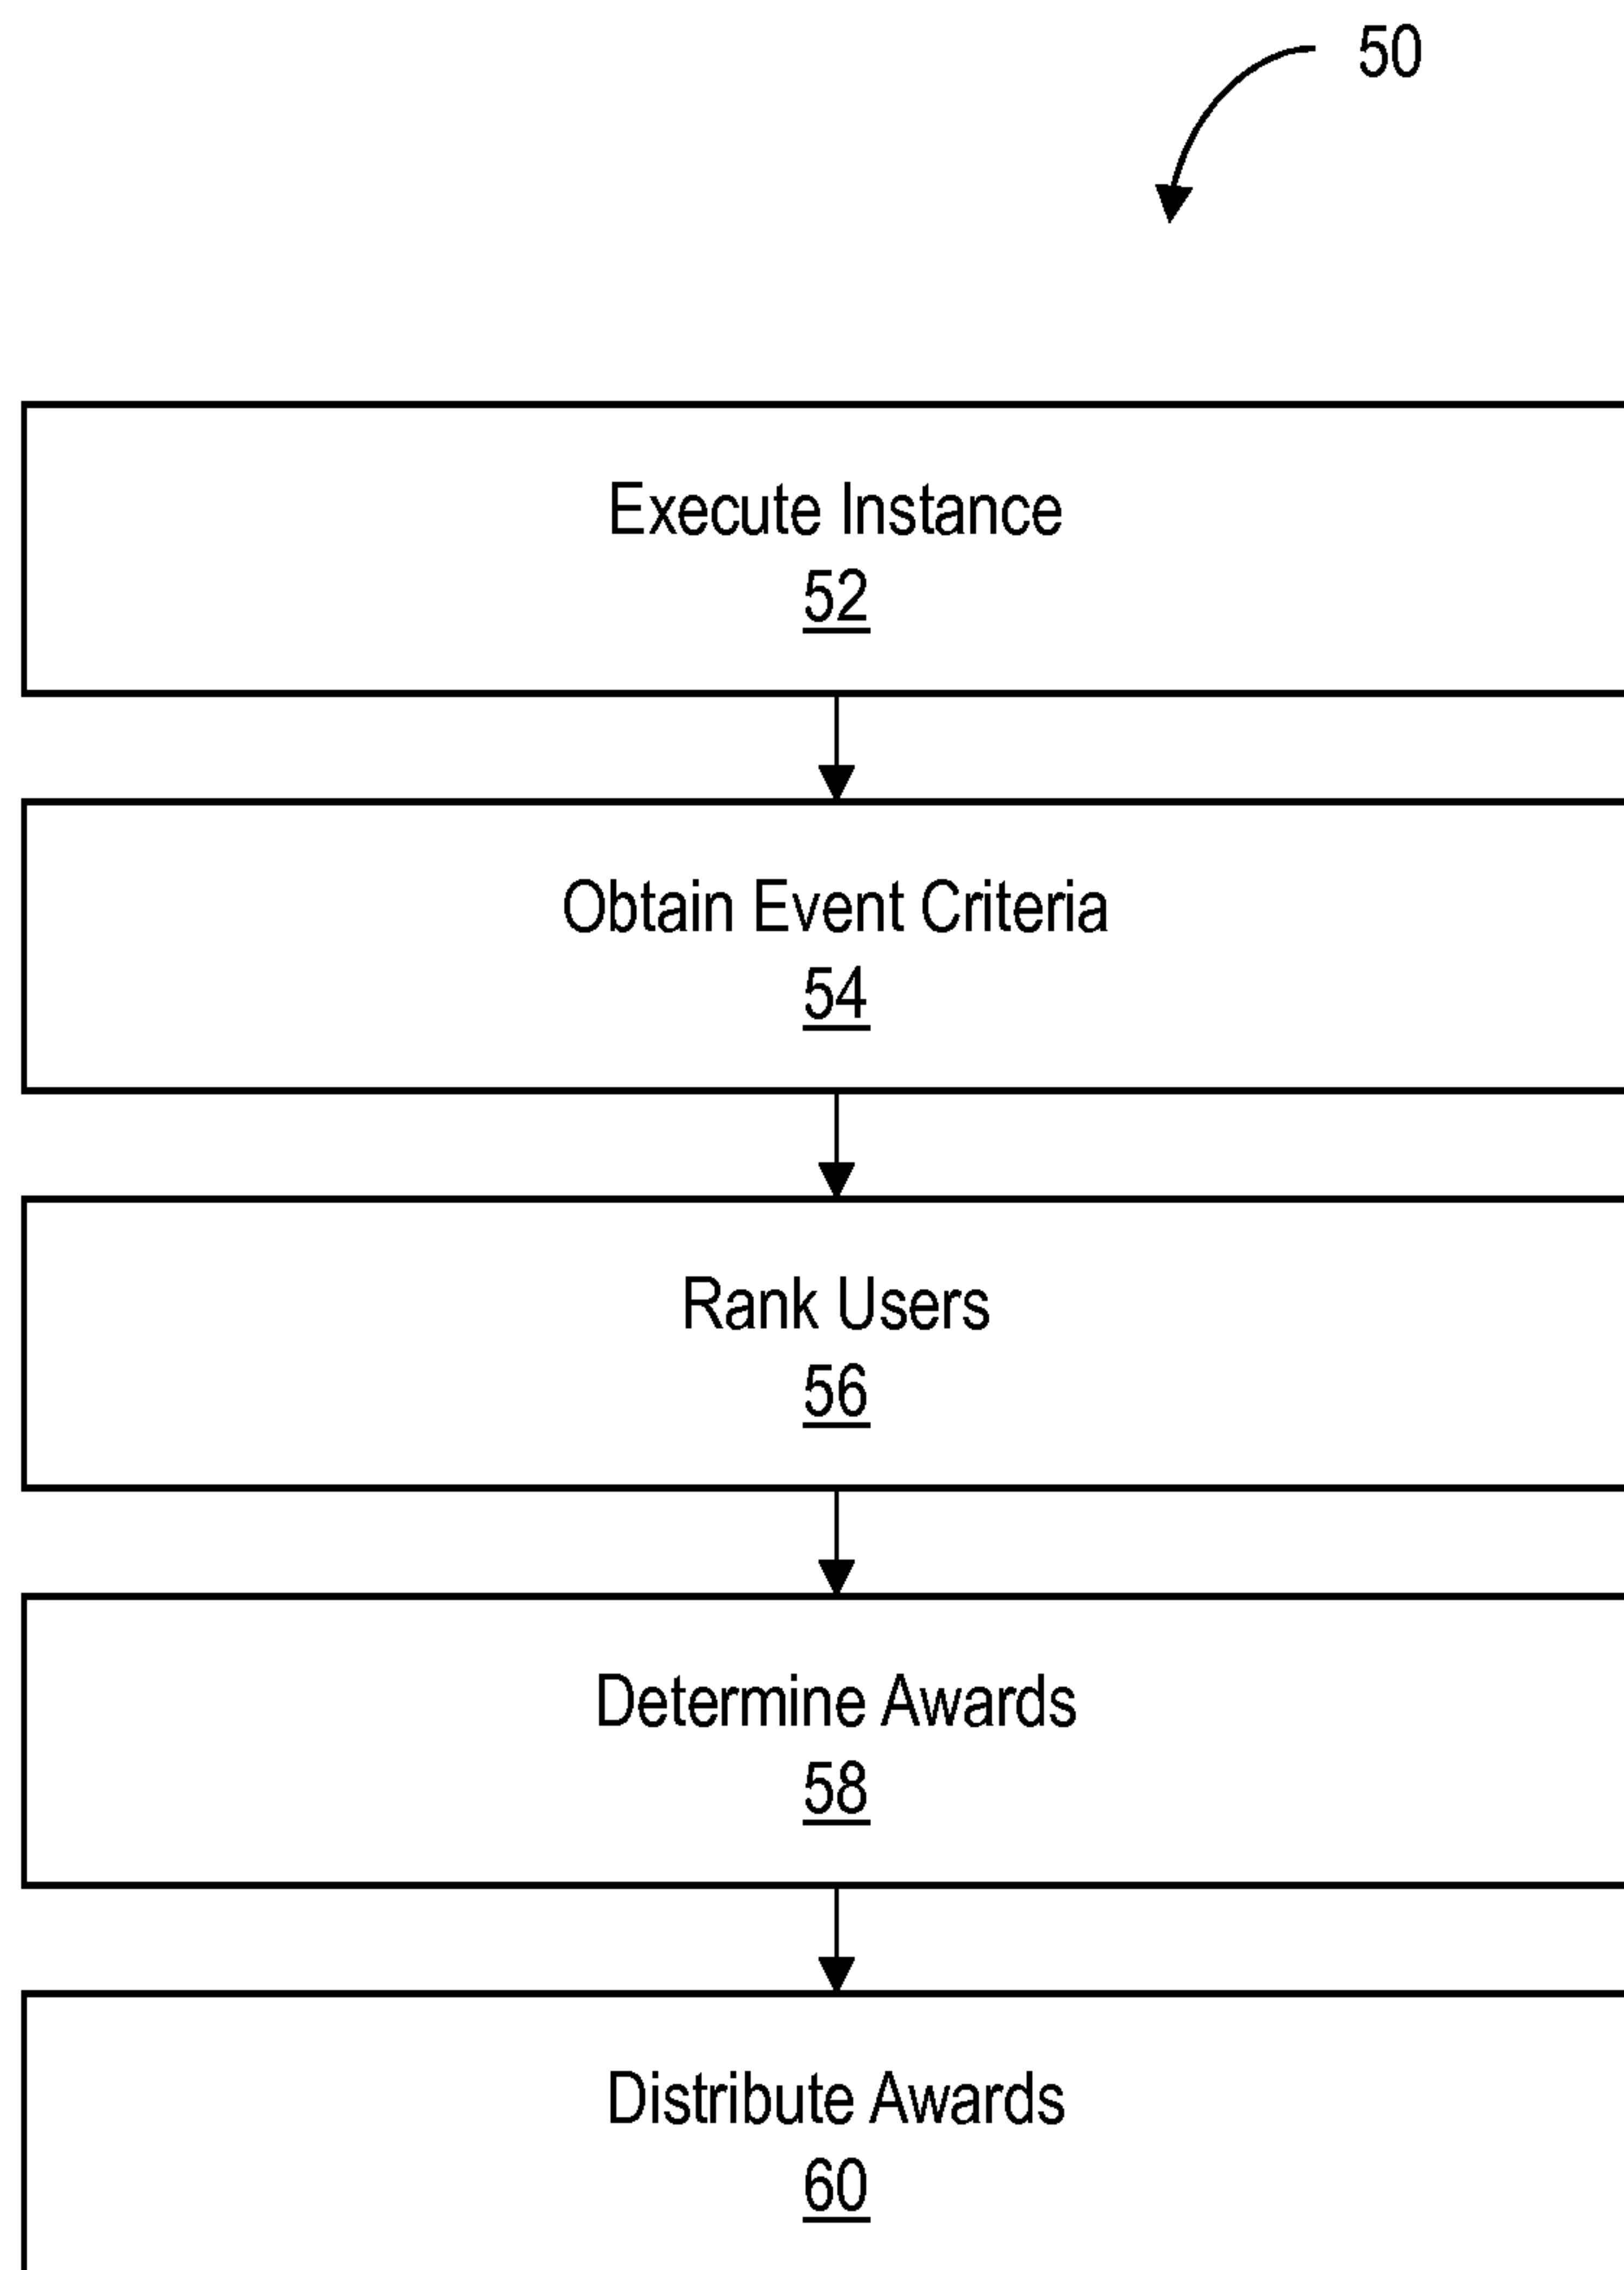 50
Execute Instance
52
Obtain Event Criteria
54
Rank Users
56
Determine Awards
58
Distribute Awards
60